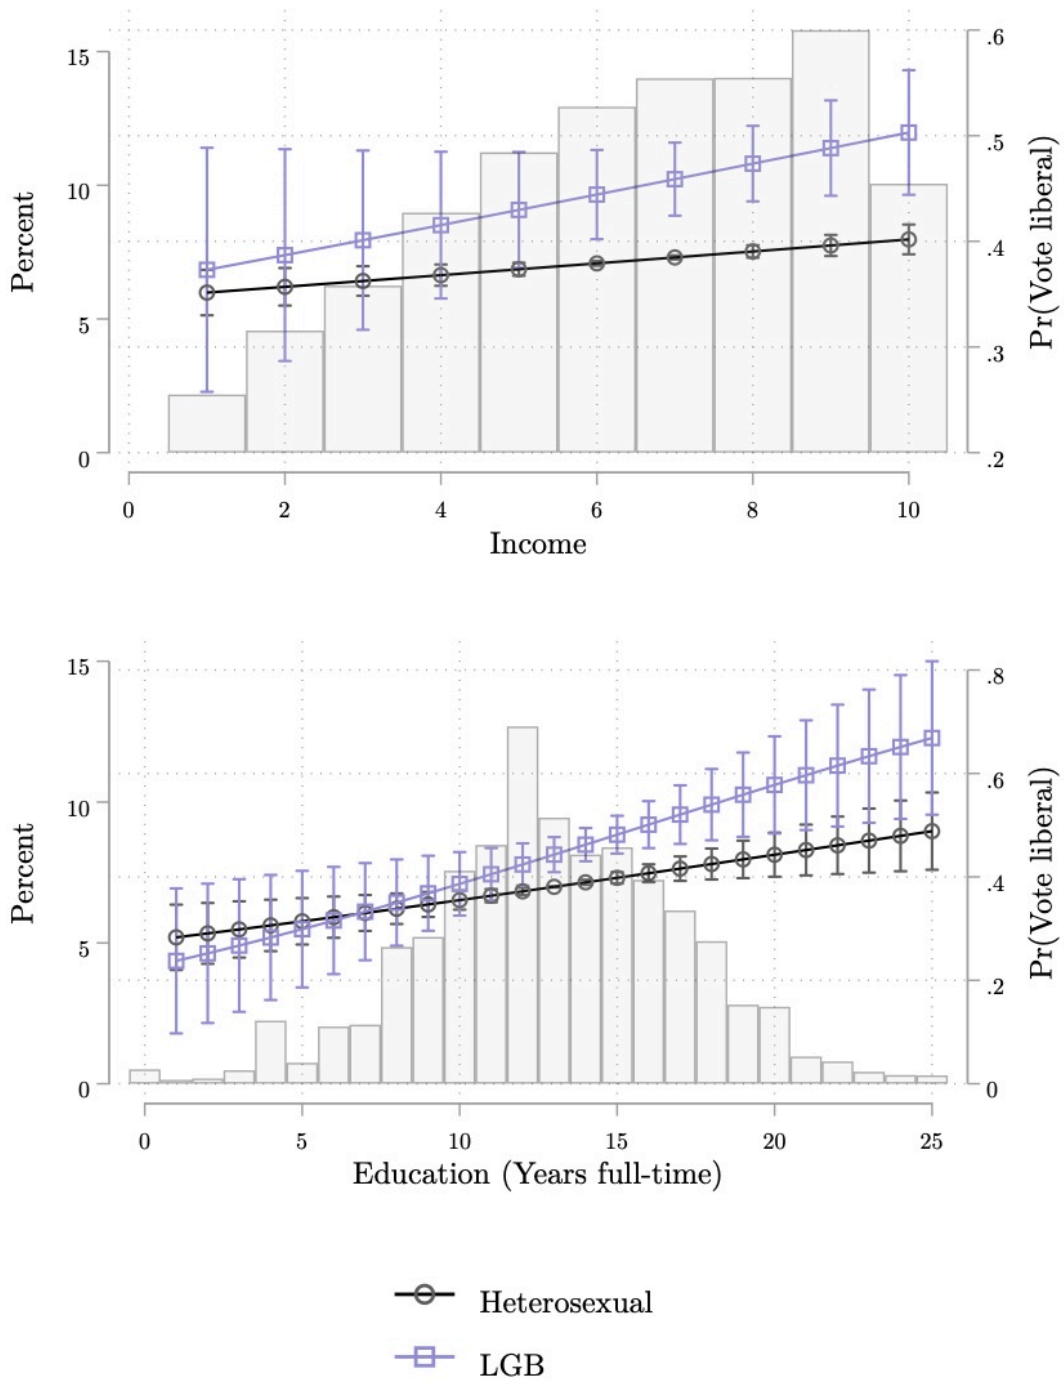 15
10
5
0
Percent
.6
.5
.4
.3
.2
Pr(Vote liberal)
0 2 4 6 8 10
Income
15
10
5
0
Percent
.8
.6
.4
.2
0
Pr(Vote liberal)
0 5 10 15 20 25
Education (Years full-time)
Heterosexual
LGB